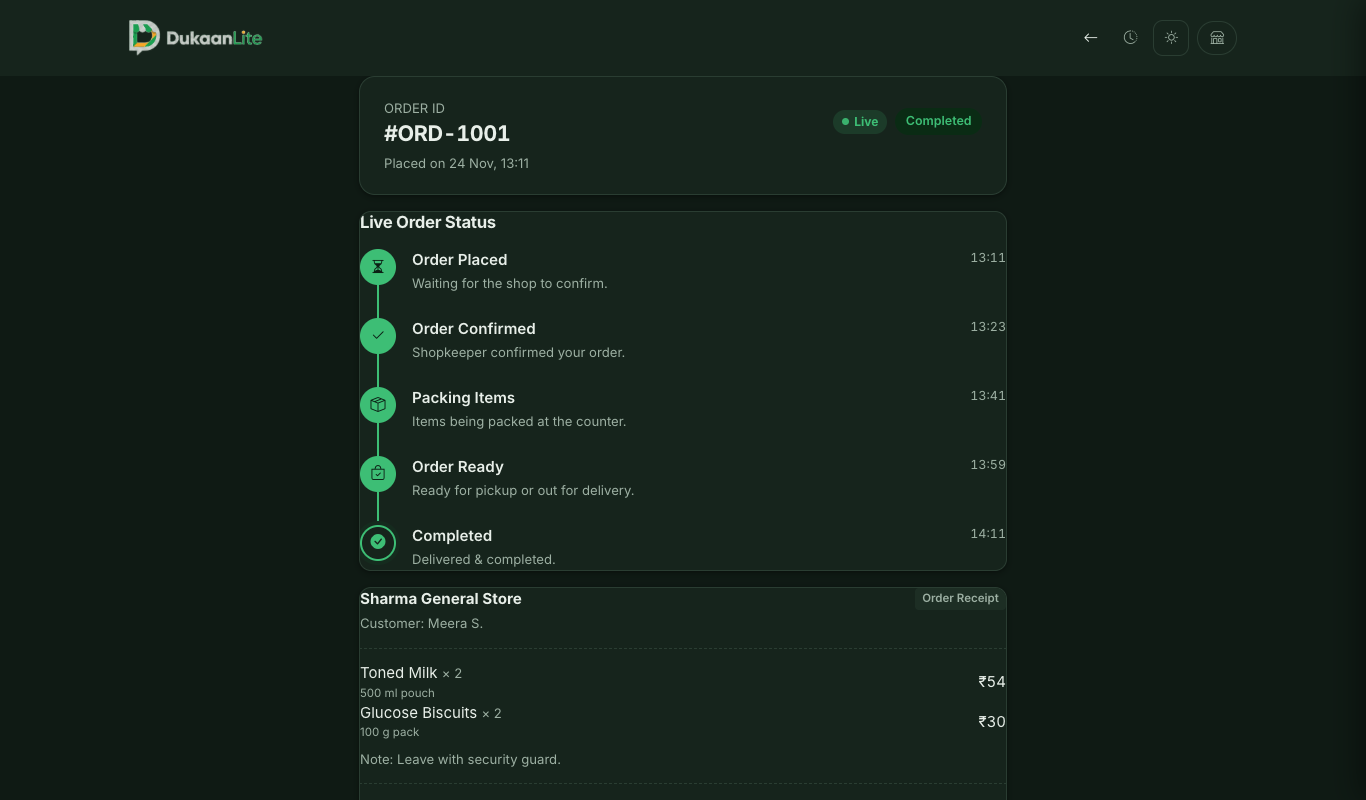 DukaanLite
ORDER ID
#ORD-1001
Placed on 24 Nov, 13:11
Live
Completed
Live Order Status
Order Placed 13:11
Waiting for the shop to confirm.
Order Confirmed 13:23
Shopkeeper confirmed your order.
Packing Items 13:41
Items being packed at the counter.
Order Ready 13:59
Ready for pickup or out for delivery.
Completed 14:11
Delivered & completed.
Sharma General Store Order Receipt
Customer: Meera S.
Toned Milk × 2 ₹54
500 ml pouch
Glucose Biscuits × 2 ₹30
100 g pack
Note: Leave with security guard.